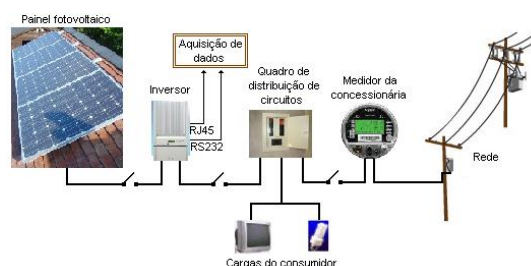 Painel fotovoltaico
Aquisição de
dados
Inversor
RJ45
RS232
Quadro de
distribuição de
circuitos
Medidor da
concessionária
Rede
Cargas do consumidor